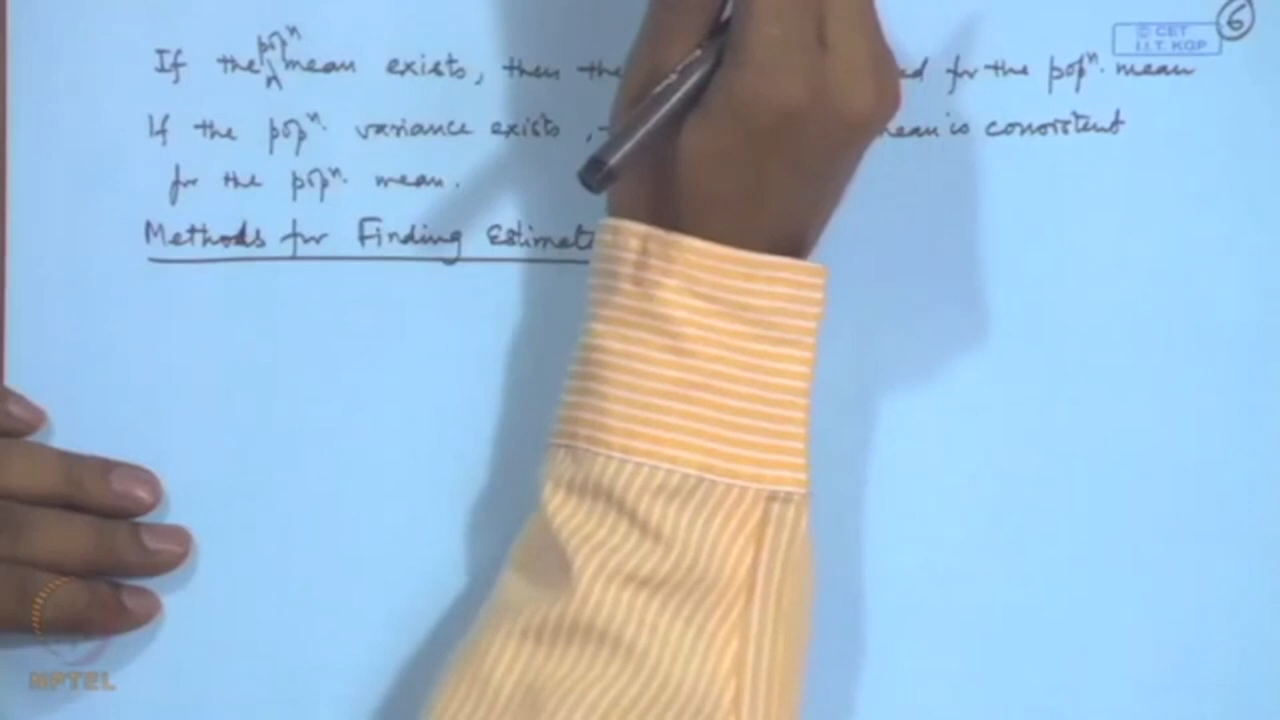 6
© CET
I.I.T. KGP
If the popⁿ mean exists, then the for the popⁿ. mean
If the popⁿ. variance exists, mean is consistent
for the popⁿ. mean.
Methods for Finding
NPTEL